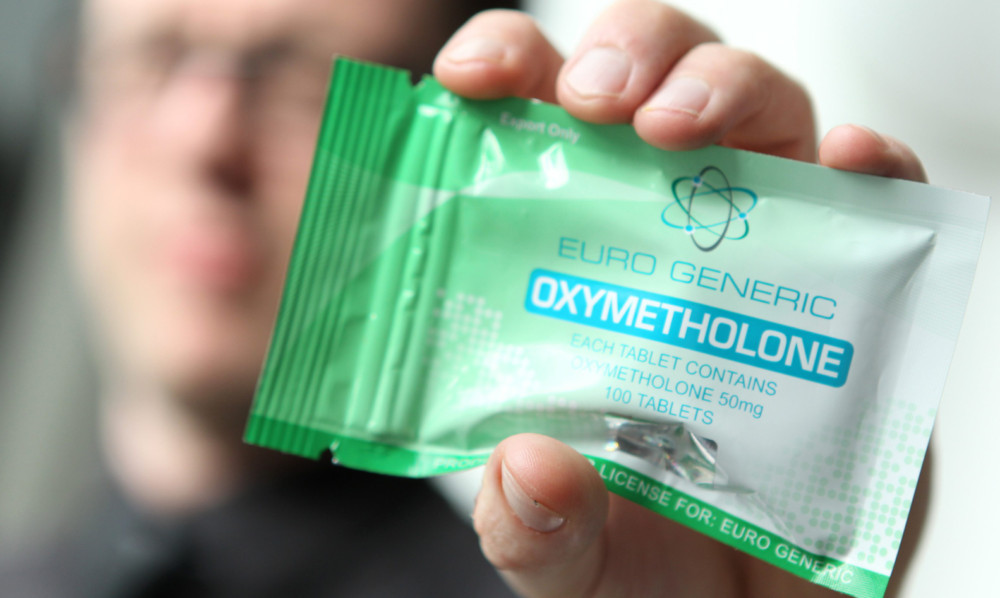 Export Only
EURO GENERIC
OXYMETHOLONE
EACH TABLET CONTAINS
OXYMETHOLONE 50mg
100 TABLETS
LICENSE FOR: EURO GENERIC